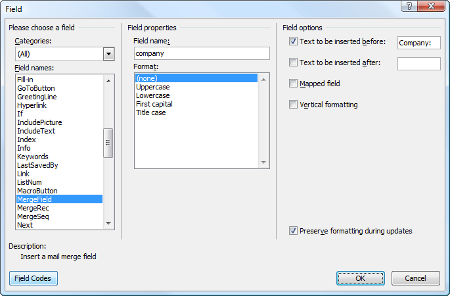 Field
Please choose a field
Categories:
(All)
Field names:
Fill-in
GoToButton
GreetingLine
Hyperlink
If
IncludePicture
IncludeText
Index
Info
Keywords
LastSavedBy
Link
ListNum
MacroButton
MergeField
MergeRec
MergeSeq
Next
Field properties
Field name:
company
Format:
(none)
Uppercase
Lowercase
First capital
Title case
Field options
Text to be inserted before: Company:
Text to be inserted after:
Mapped field
Vertical formatting
Preserve formatting during updates
Description:
Insert a mail merge field
Field Codes
OK
Cancel